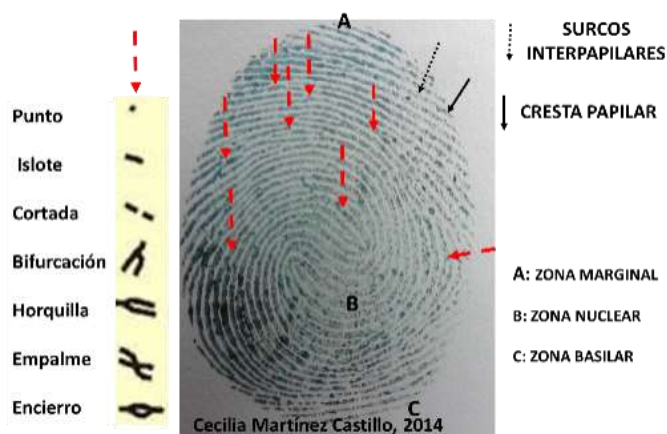 Punto
Islote
Cortada
Bifurcación
Horquilla
Empalme
Encierro
A
B
C
Cecilia Martínez Castillo, 2014
SURCOS
INTERPAPILARES
CRESTA PAPILAR
A: ZONA MARGINAL
B: ZONA NUCLEAR
C: ZONA BASILAR